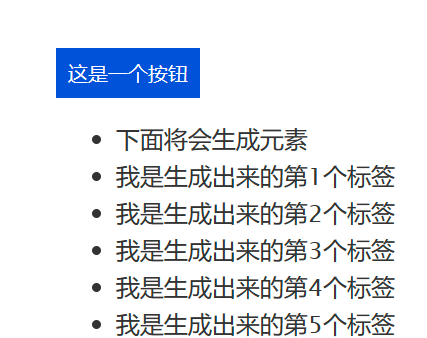 这是一个按钮
下面将会生成元素
我是生成出来的第1个标签
我是生成出来的第2个标签
我是生成出来的第3个标签
我是生成出来的第4个标签
我是生成出来的第5个标签